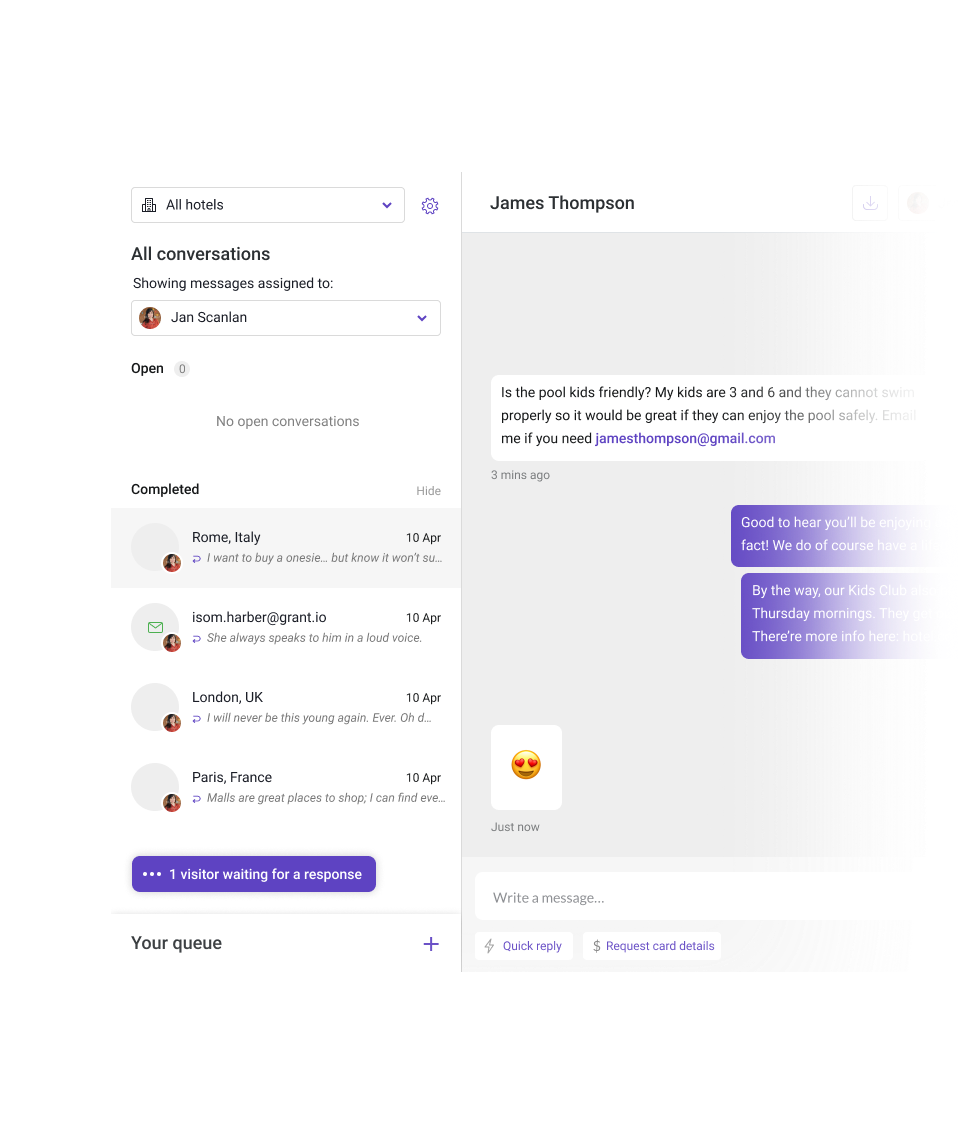 All hotels
All conversations
Showing messages assigned to:
Jan Scanlan
Open 0
No open conversations
Completed Hide
Rome, Italy 10 Apr
I want to buy a onesie… but know it won’t su…
isom.harber@grant.io 10 Apr
She always speaks to him in a loud voice.
London, UK 10 Apr
I will never be this young again. Ever. Oh d…
Paris, France 10 Apr
Malls are great places to shop; I can find eve…
1 visitor waiting for a response
Your queue
James Thompson
Is the pool kids friendly? My kids are 3 and 6 and they cannot swim
properly so it would be great if they can enjoy the pool safely. Email
me if you need jamesthompson@gmail.com
3 mins ago
Good to hear you’ll be enjoying
fact! We do of course have a
By the way, our Kids Club
Thursday mornings. They
There’re more info here:
Just now
Write a message...
Quick reply
$ Request card details